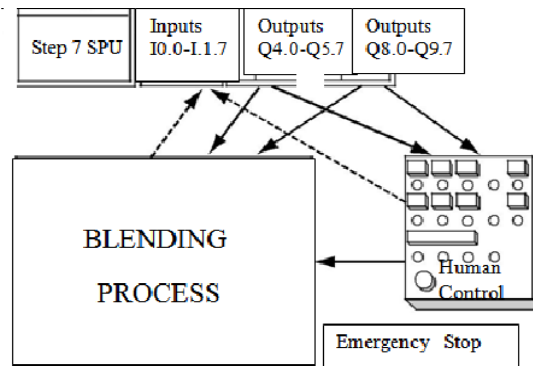 Step 7 SPU
Inputs
I0.0-I.1.7
Outputs
Q4.0-Q5.7
Outputs
Q8.0-Q9.7
BLENDING
PROCESS
Human
Control
Emergency Stop